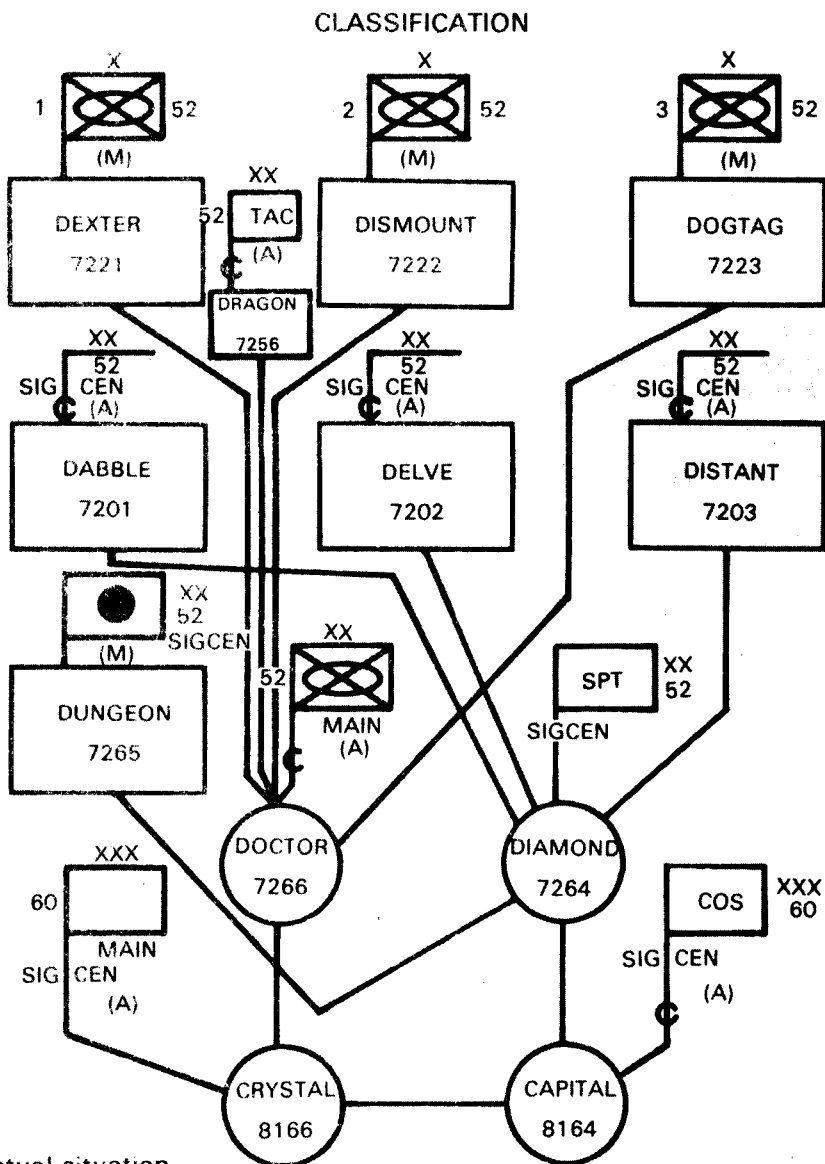 CLASSIFICATION
X
X
X
1
52
2
52
3
52
(M)
(M)
(M)
XX
52
TAC
(A)
DEXTER
7221
DISMOUNT
7222
DOGTAG
7223
C
DRAGON
7256
XX
52
SIG CEN
(A)
C
XX
52
SIG CEN
(A)
C
XX
52
SIG CEN
(A)
C
DABBLE
7201
DELVE
7202
DISTANT
7203
XX
52
SIGCEN
(M)
XX
52
MAIN
(A)
C
SPT
XX
52
SIGCEN
DUNGEON
7265
DOCTOR
7266
DIAMOND
7264
XXX
60
MAIN
SIG CEN
(A)
COS
XXX
60
SIG CEN
(A)
C
CRYSTAL
8166
CAPITAL
8164